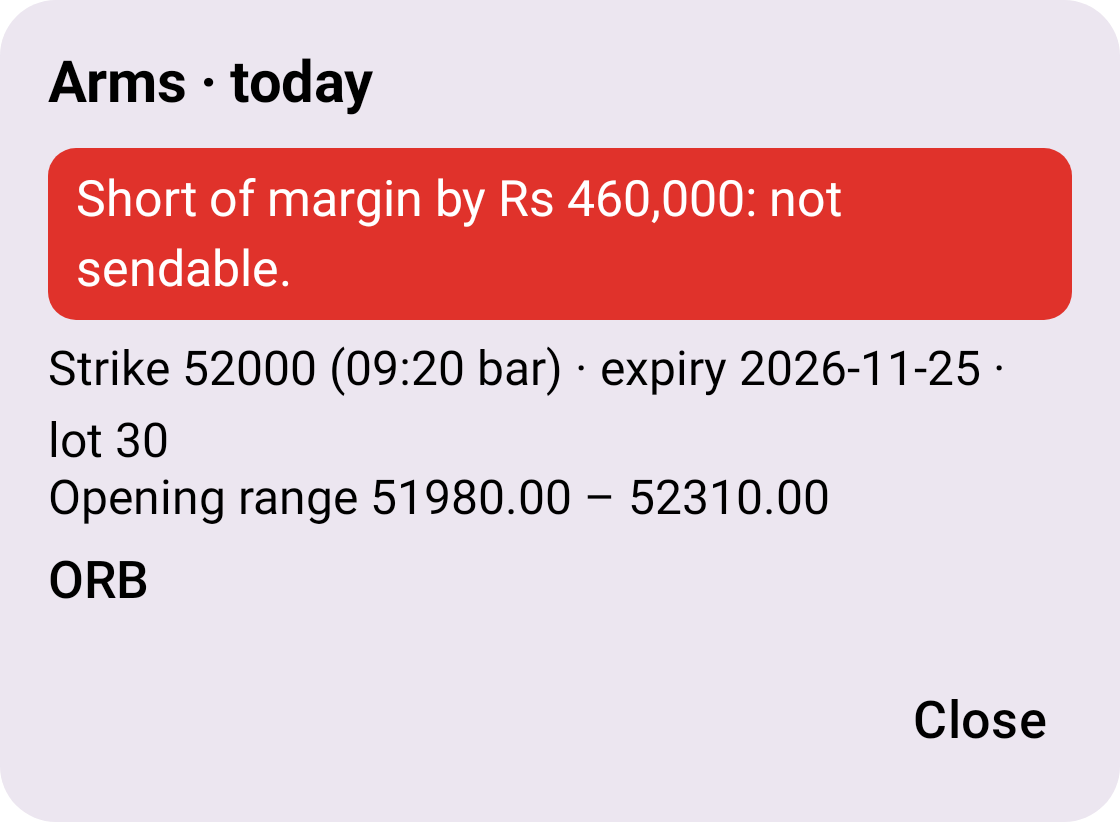 Arms · today
Short of margin by Rs 460,000: not
sendable.
Strike 52000 (09:20 bar) · expiry 2026-11-25 ·
lot 30
Opening range 51980.00 – 52310.00
ORB
Close